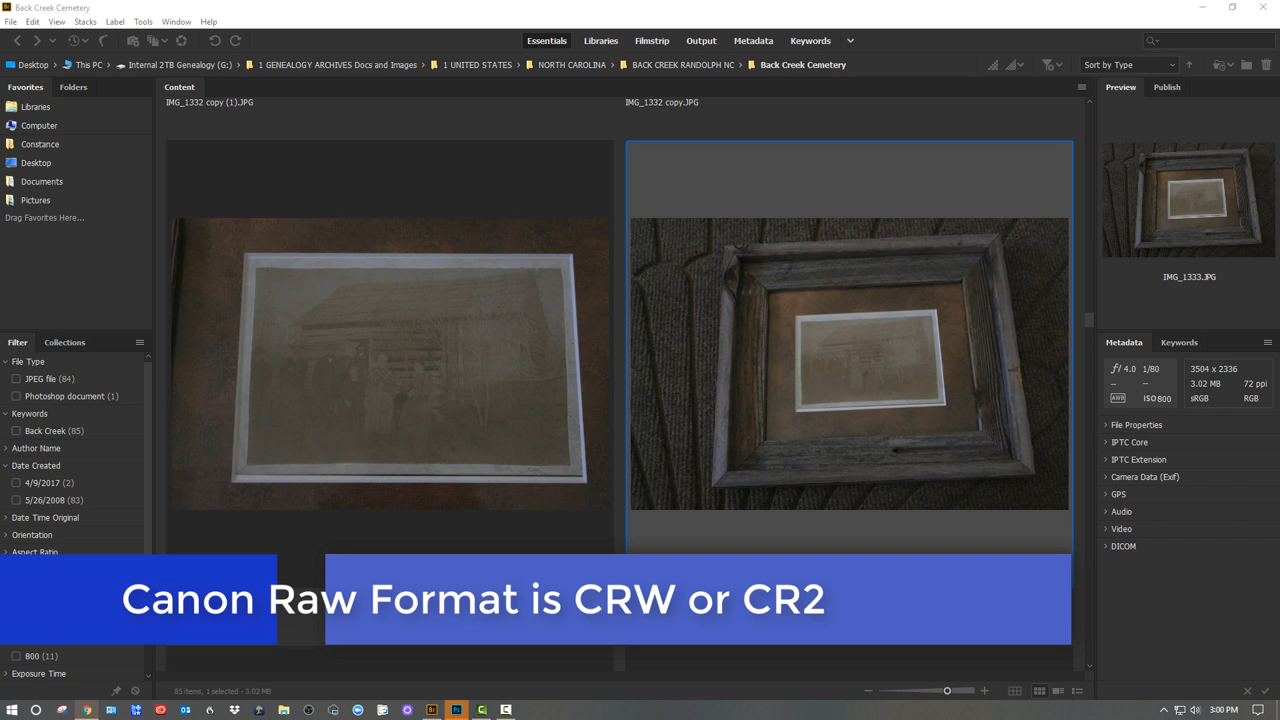 Br Back Creek Cemetery
File Edit View Stacks Label Tools Window Help
Essentials Libraries Filmstrip Output Metadata Keywords
Desktop This PC Internal 2TB Genealogy (G:) 1 GENEALOGY ARCHIVES Docs and Images 1 UNITED STATES NORTH CAROLINA BACK CREEK RANDOLPH NC Back Creek Cemetery Sort by Type
Favorites Folders
Libraries
Computer
Constance
Desktop
Documents
Pictures
Drag Favorites Here...
Filter Collections
File Type
JPEG file (84)
Photoshop document (1)
Keywords
Back Creek (85)
Author Name
Date Created
4/9/2017 (2)
5/26/2008 (83)
Date Time Original
Orientation
Aspect Ratio
800 (11)
Exposure Time
Content
IMG_1332 copy (1).JPG IMG_1332 copy.JPG
85 items, 1 selected - 3.02 MB
Preview Publish
IMG_1333.JPG
Metadata Keywords
f/ 4.0 1/80
-- --
AWB ISO800
3504 x 2336
3.02 MB 72 ppi
sRGB RGB
File Properties
IPTC Core
IPTC Extension
Camera Data (Exif)
GPS
Audio
Video
DICOM
Canon Raw Format is CRW or CR2
Br Ps
3:00 PM